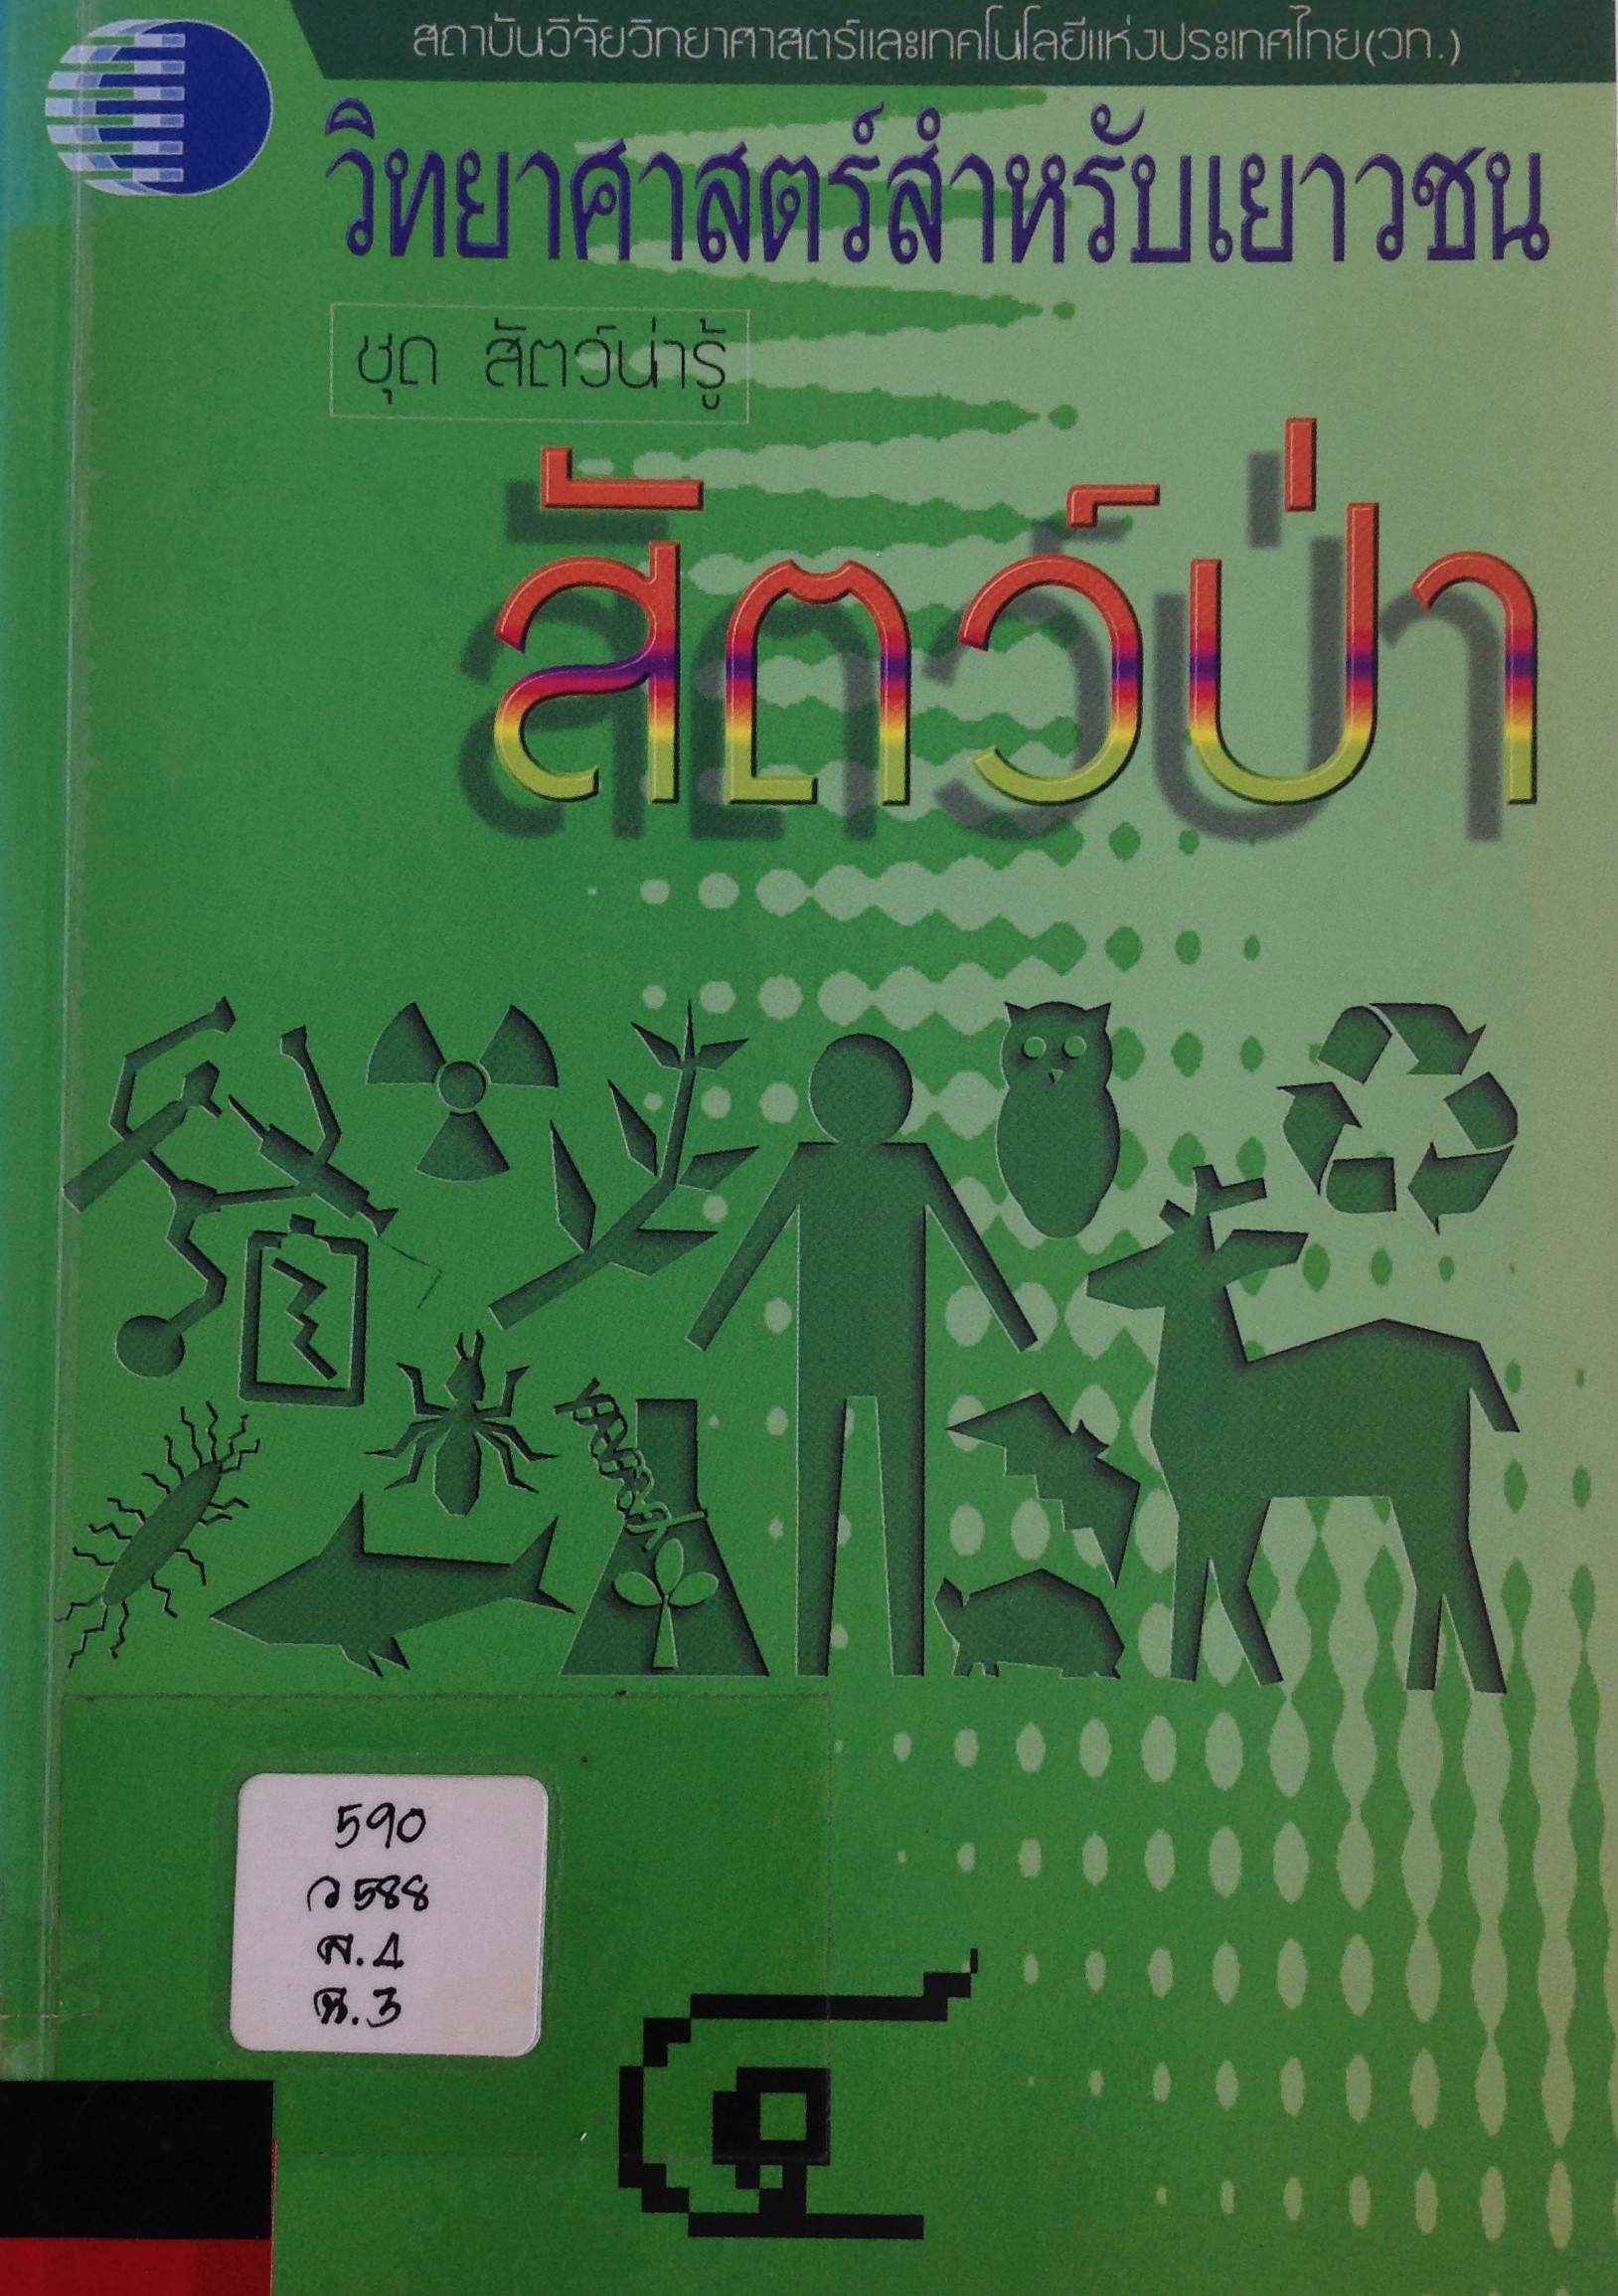 สถาบันวิจัยวิทยาศาสตร์และเทคโนโลยีแห่งประเทศไทย(วท.)
วิทยาศาสตร์สำหรับเยาวชน
ชุด สัตว์น่ารู้
สัตว์ป่า
590
ว 588
ล.4
ฉ.3
๔